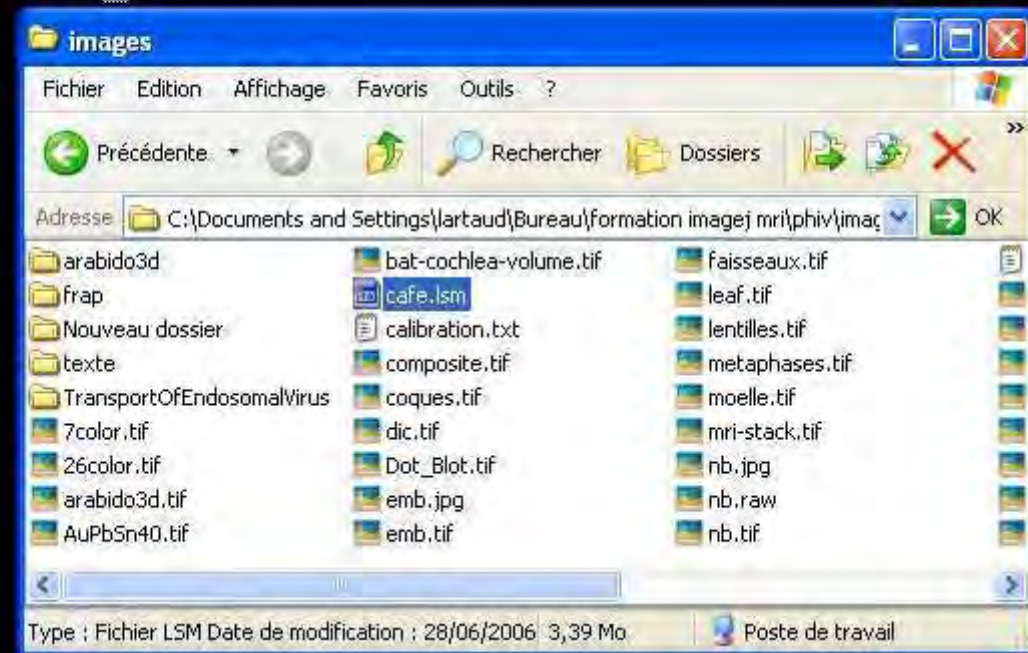 images
Fichier Edition Affichage Favoris Outils ?
Précédente Rechercher Dossiers »
Adresse C:\Documents and Settings\lartaud\Bureau\formation imagej mri\phiv\imag OK
arabido3d bat-cochlea-volume.tif faisseaux.tif
frap cafe.lsm leaf.tif
Nouveau dossier calibration.txt lentilles.tif
texte composite.tif metaphases.tif
TransportOfEndosomalVirus coques.tif moelle.tif
7color.tif dic.tif mri-stack.tif
26color.tif Dot_Blot.tif nb.jpg
arabido3d.tif emb.jpg nb.raw
AuPbSn40.tif emb.tif nb.tif
Type : Fichier LSM Date de modification : 28/06/2006 3,39 Mo Poste de travail